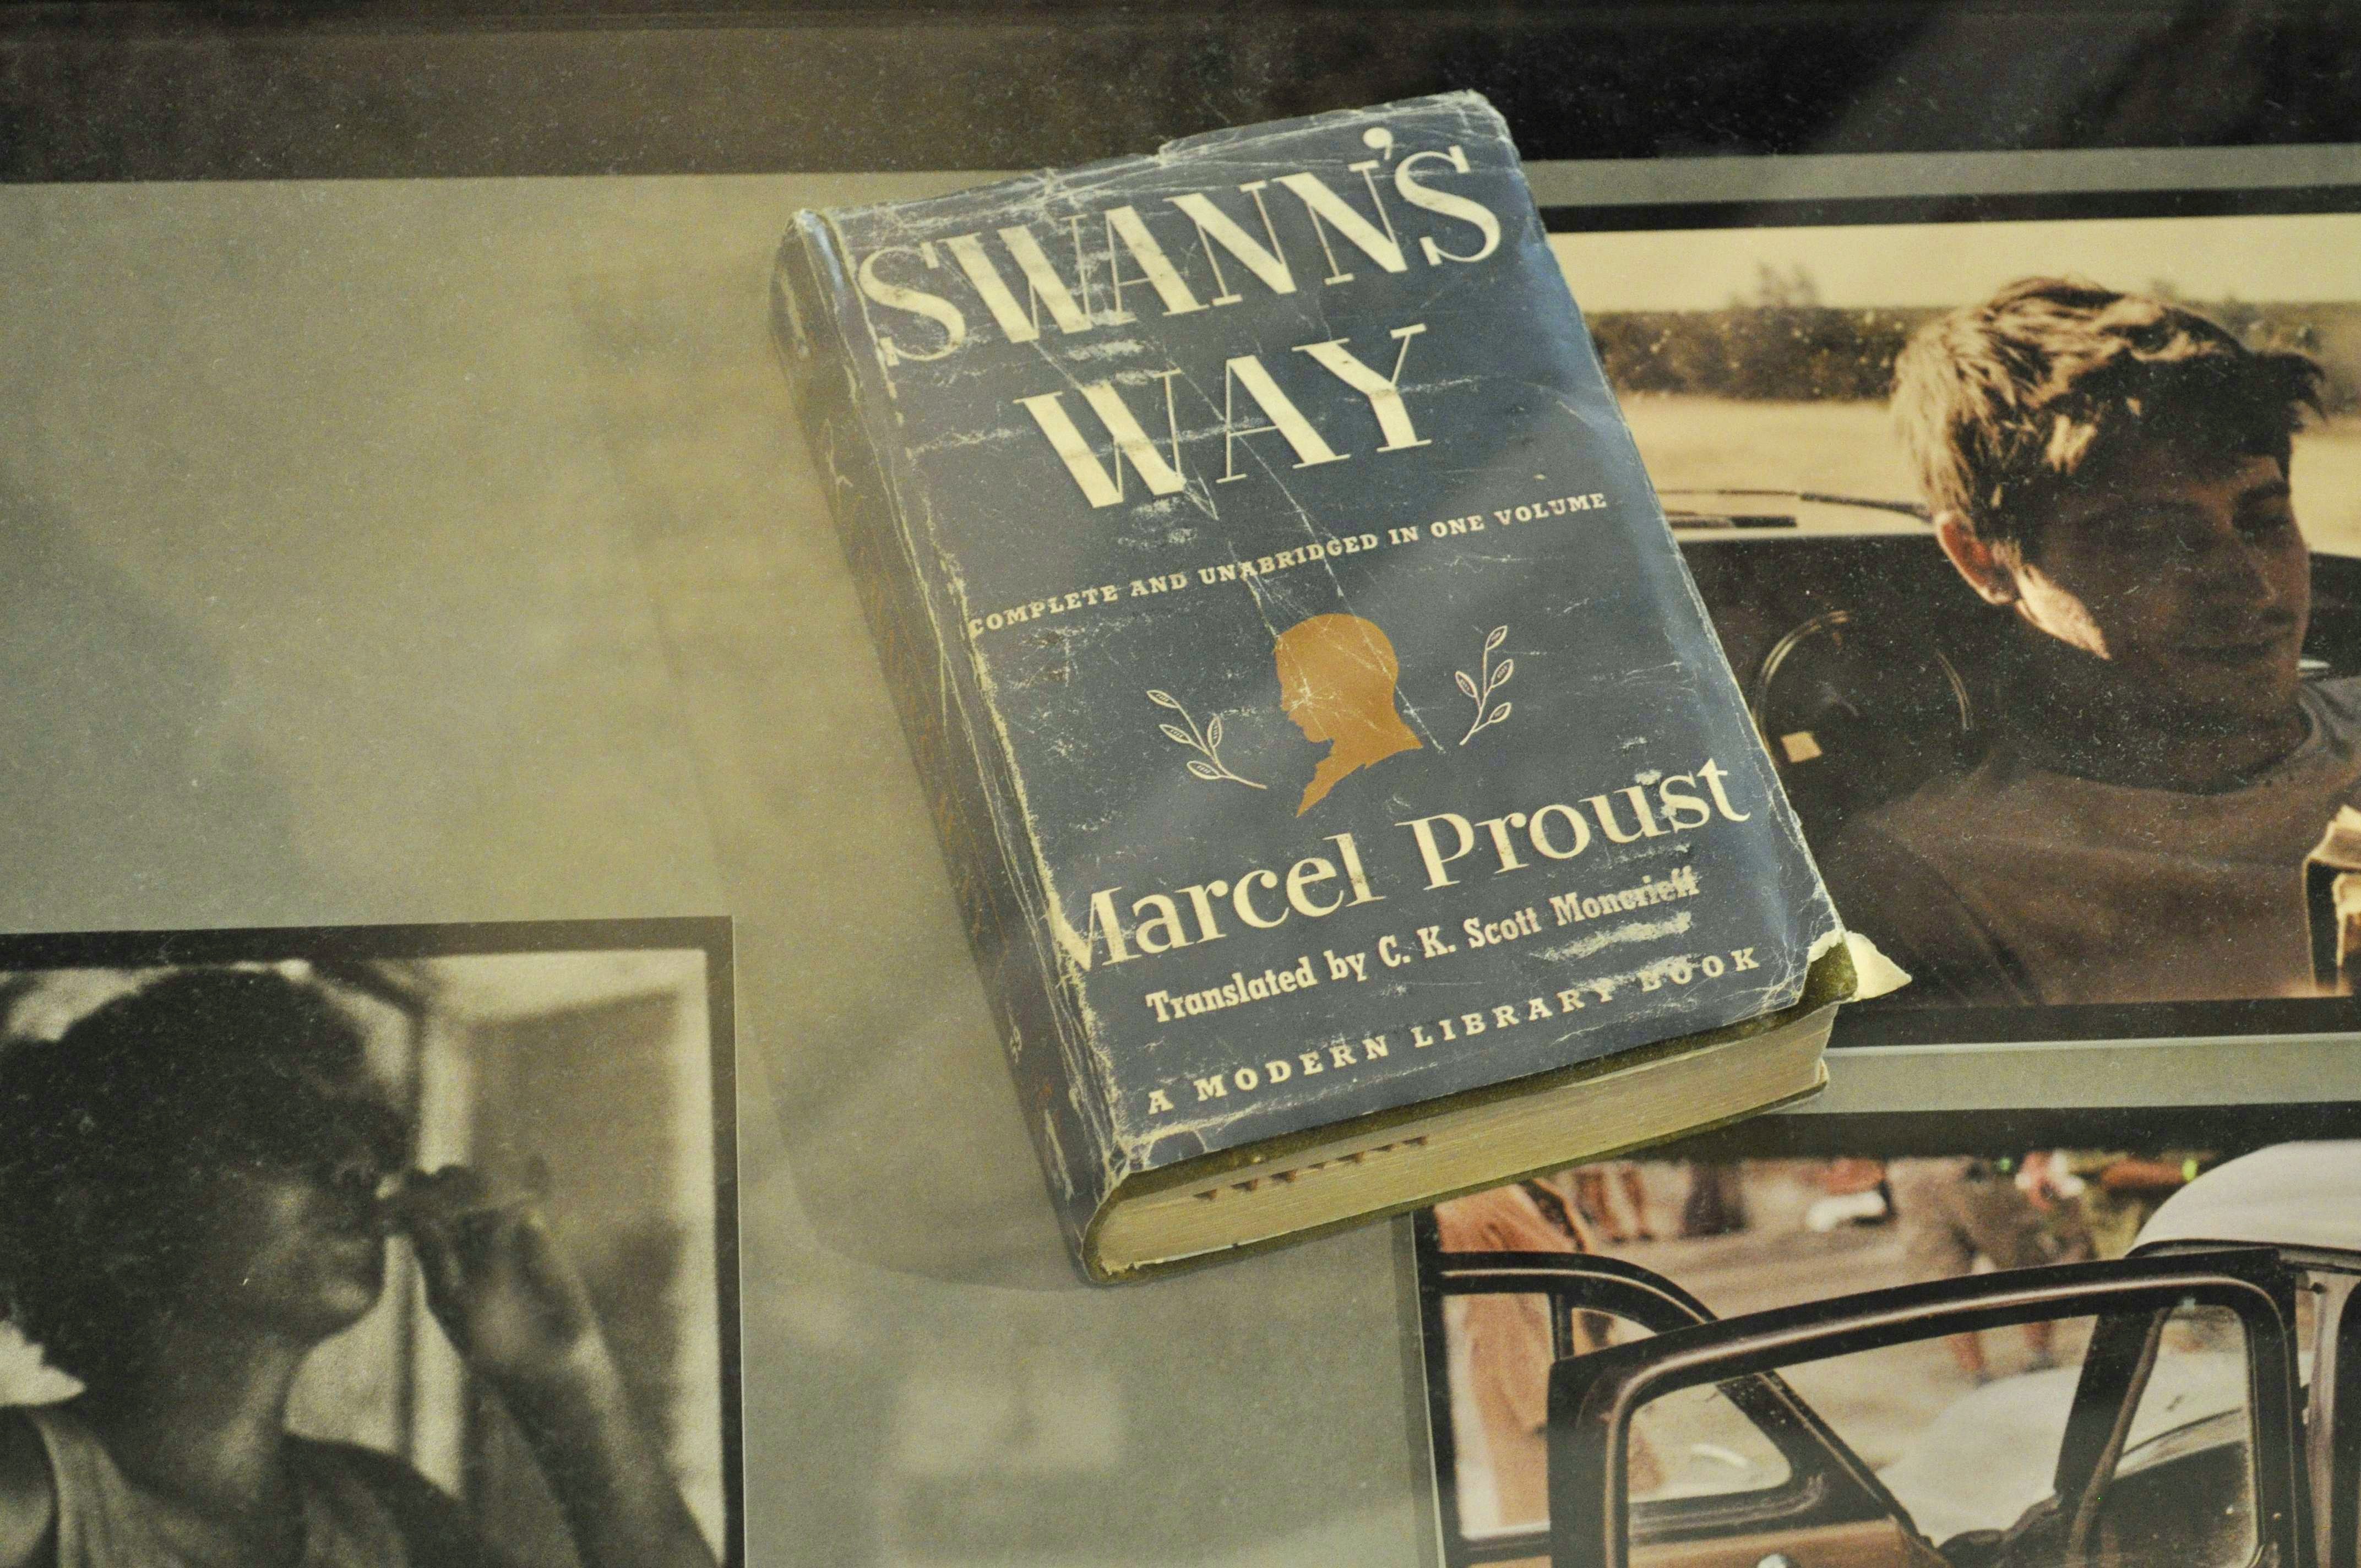 SWANN'S
WAY
COMPLETE AND UNABRIDGED IN ONE VOLUME
Marcel Proust
Translated by C. K. Scott Moncrieff
A MODERN LIBRARY BOOK